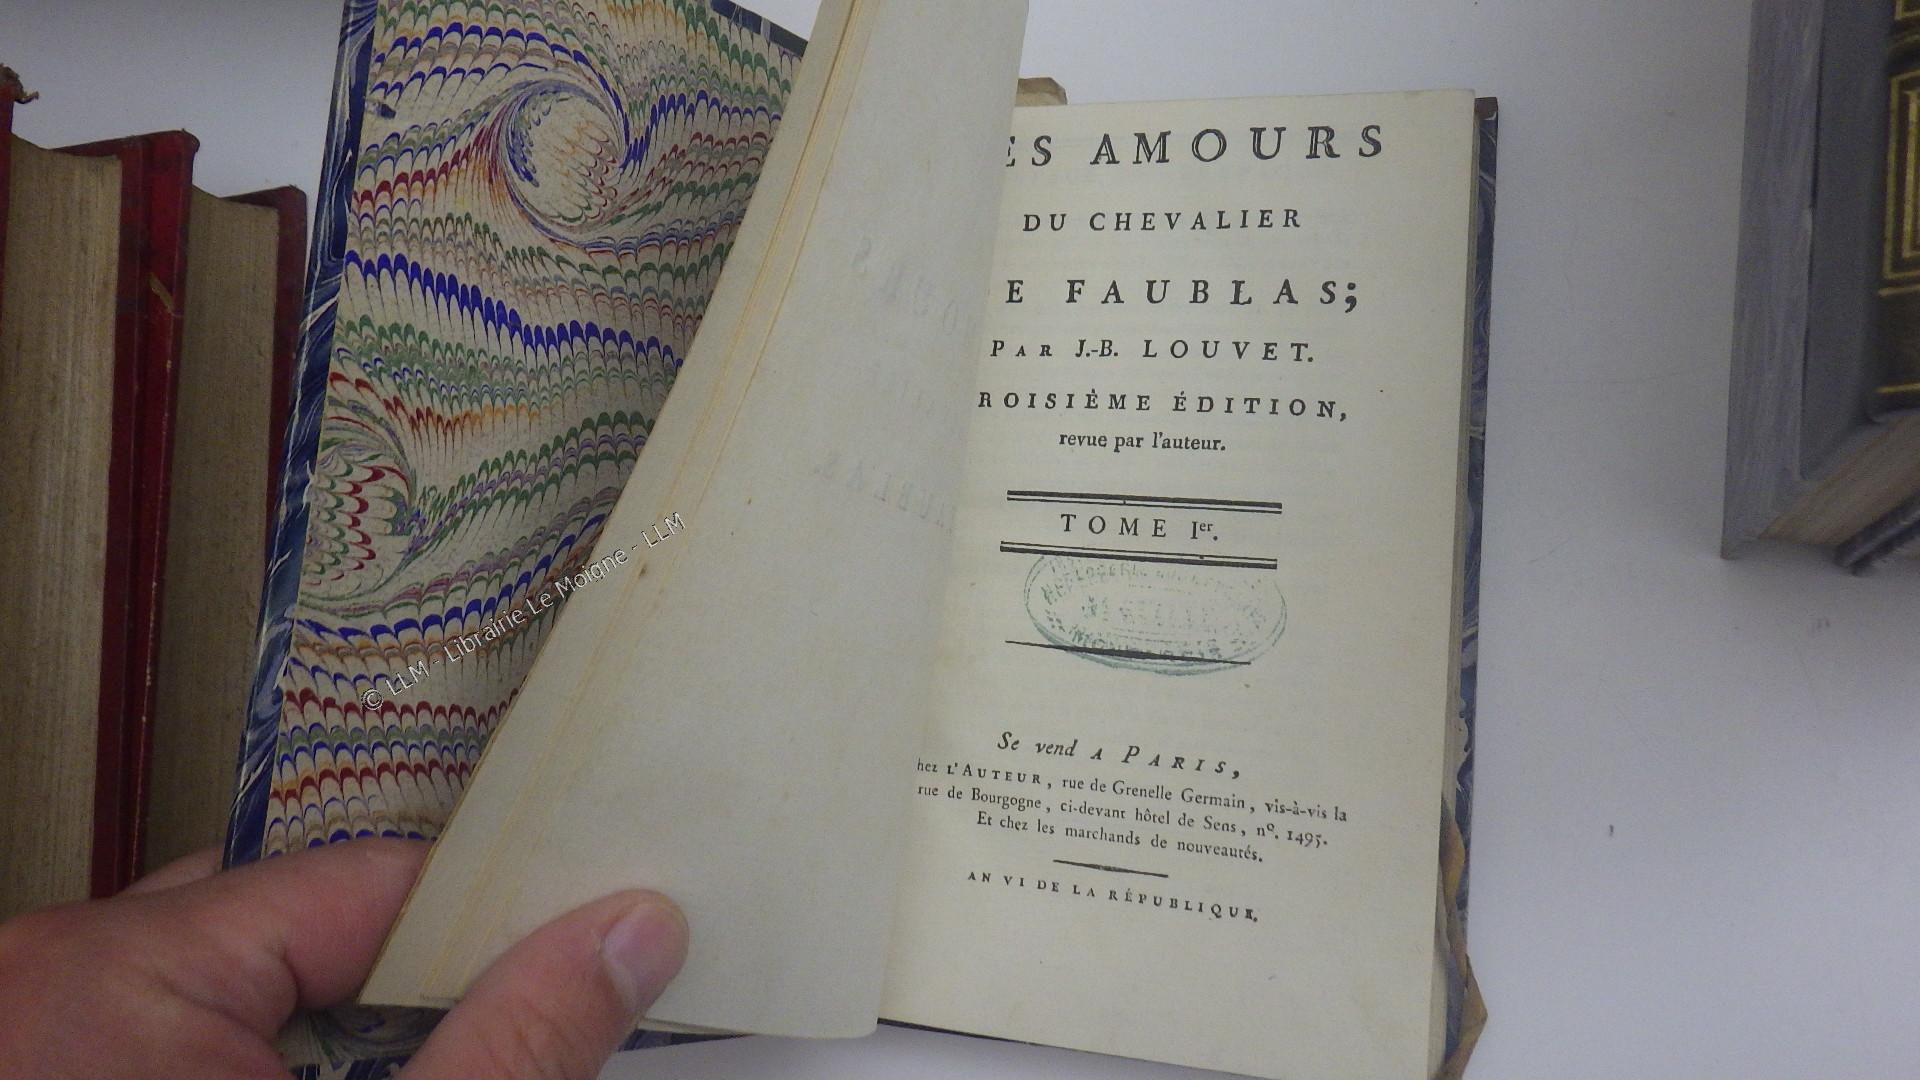 ES AMOURS
DU CHEVALIER
E FAUBLAS;
PAR J.-B. LOUVET.
ROISIÈME ÉDITION,
revue par l'auteur.
TOME Ier.
Se vend A PARIS,
hez L'AUTEUR, rue de Grenelle Germain, vis-à-vis la
rue de Bourgogne, ci-devant hôtel de Sens, nº. 1495.
Et chez les marchands de nouveautés.
AN VI DE LA RÉPUBLIQUE.
© LLM - Librairie Le Moigne - LLM